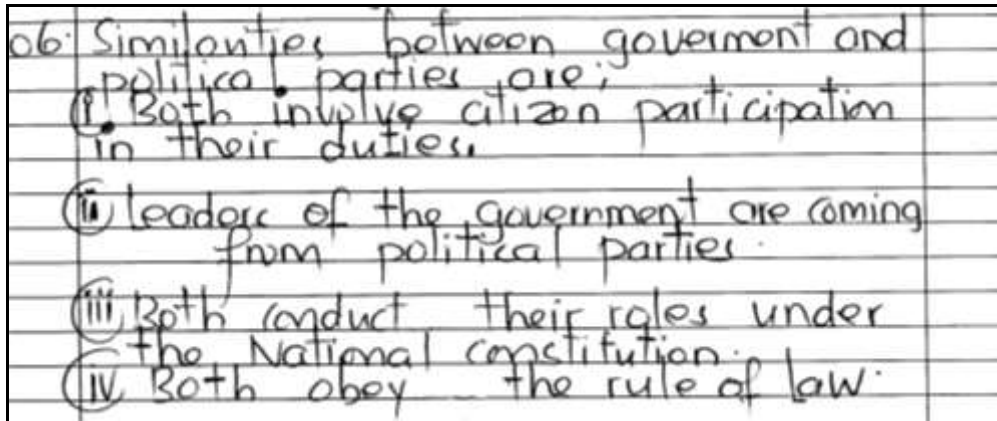 06. Similarities between goverment and
political parties are;
(i) Both involve citizen participation
in their duties.
(ii) Leaders of the government are coming
from political parties.
(iii) Both conduct their roles under
the National constitution.
(iv) Both obey the rule of law.